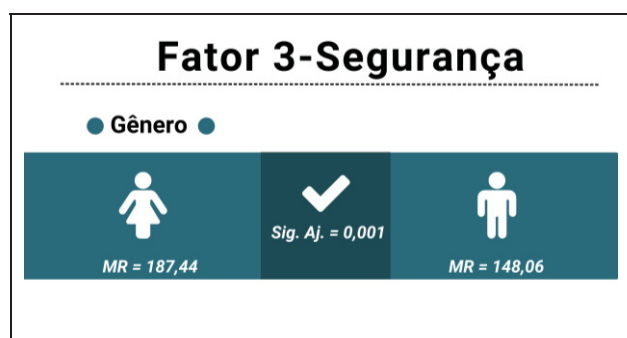 Fator 3-Segurança
Gênero
Sig. Aj. = 0,001
MR = 187,44
MR = 148,06